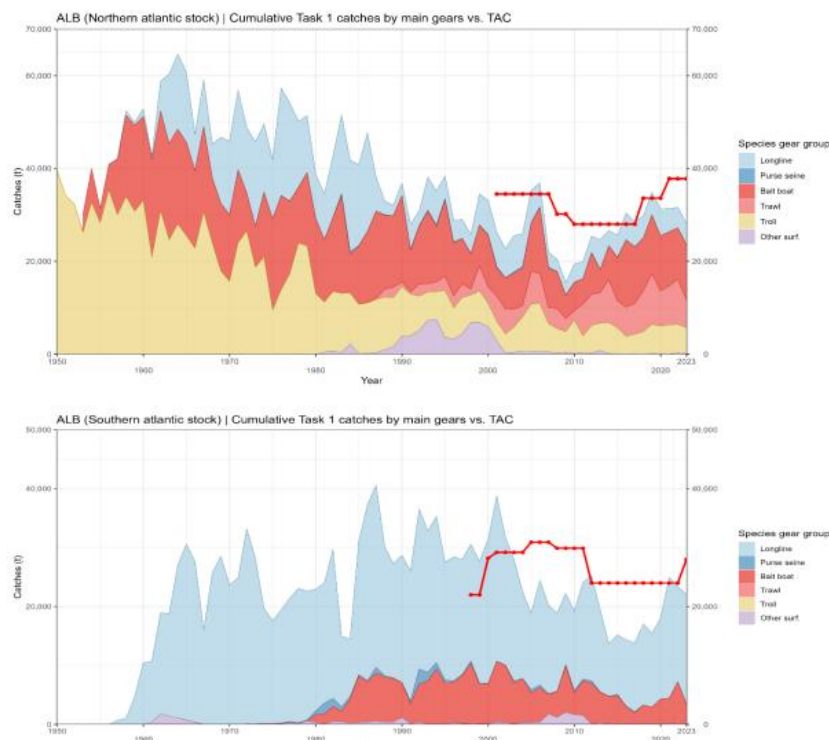 ALB (Northern atlantic stock) | Cumulative Task 1 catches by main gears vs. TAC
70,000
70,000
60,000
60,000
Species gear group
Longline
Purse seine
Bait boat
Trawl
Troll
Other surf.
Catches (t)
40,000
40,000
20,000
20,000
0
0
1950
1960
1970
1980
1990
2000
2010
2020
2023
Year
ALB (Southern atlantic stock) | Cumulative Task 1 catches by main gears vs. TAC
50,000
50,000
40,000
40,000
Species gear group
Longline
Purse seine
Bait boat
Trawl
Troll
Other surf.
Catches (t)
20,000
20,000
0
0
1950
1960
1970
1980
1990
2000
2010
2020
2023